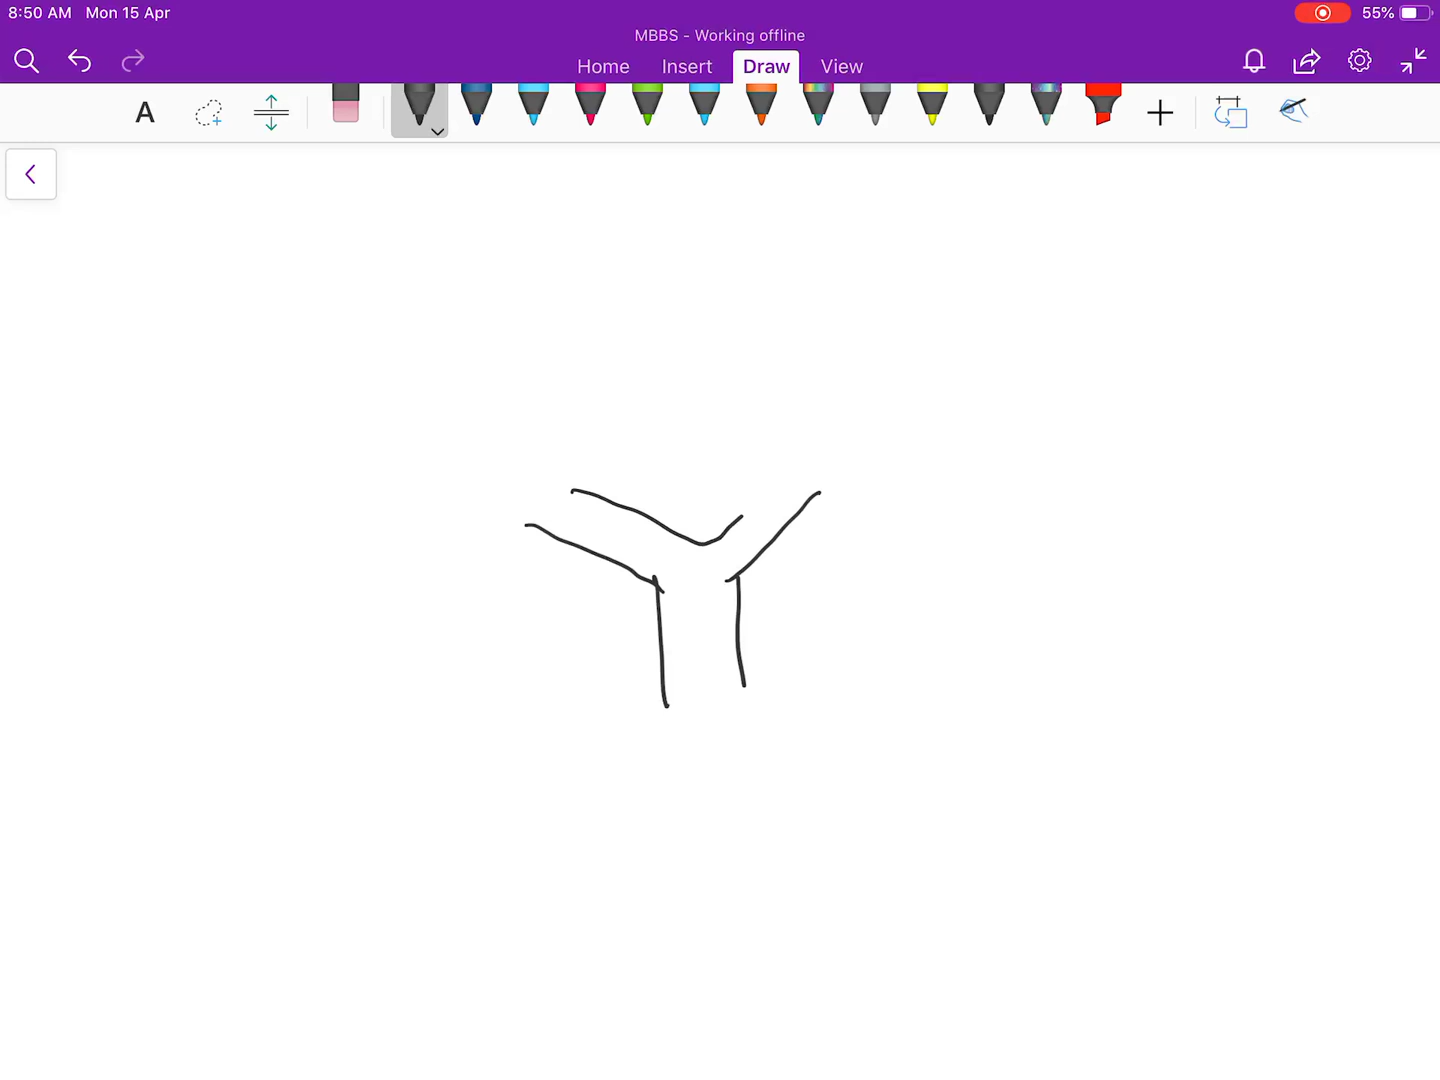 8:50 AM Mon 15 Apr
55%
MBBS - Working offline
Home Insert Draw View
A